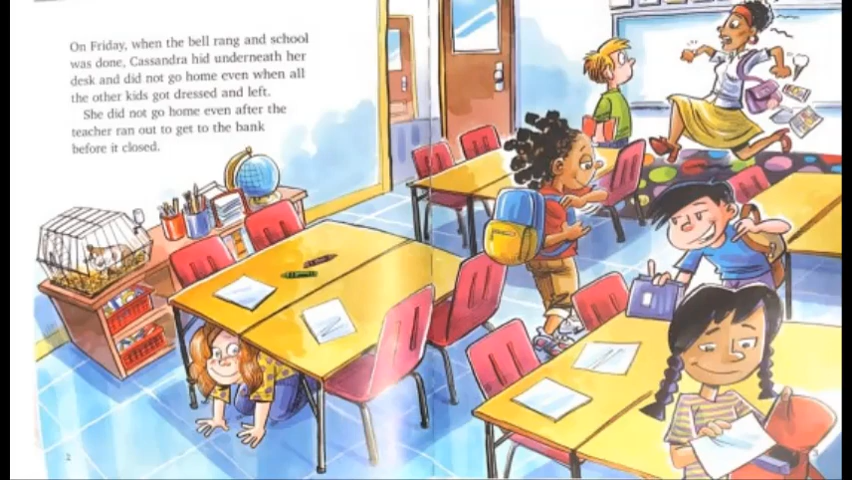 On Friday, when the bell rang and school
was done, Cassandra hid underneath her
desk and did not go home even when all
the other kids got dressed and left.
She did not go home even after the
teacher ran out to get to the bank
before it closed.
2
3